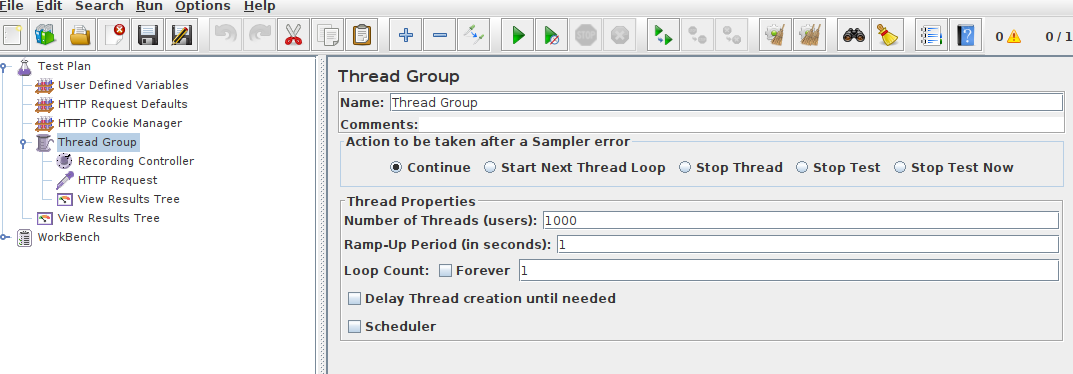 File Edit Search Run Options Help
STOP
0 0 / 1
Test Plan
User Defined Variables
HTTP Request Defaults
HTTP Cookie Manager
Thread Group
Recording Controller
HTTP Request
View Results Tree
View Results Tree
WorkBench
Thread Group
Name: Thread Group
Comments:
Action to be taken after a Sampler error
Continue Start Next Thread Loop Stop Thread Stop Test Stop Test Now
Thread Properties
Number of Threads (users): 1000
Ramp-Up Period (in seconds): 1
Loop Count: Forever 1
Delay Thread creation until needed
Scheduler